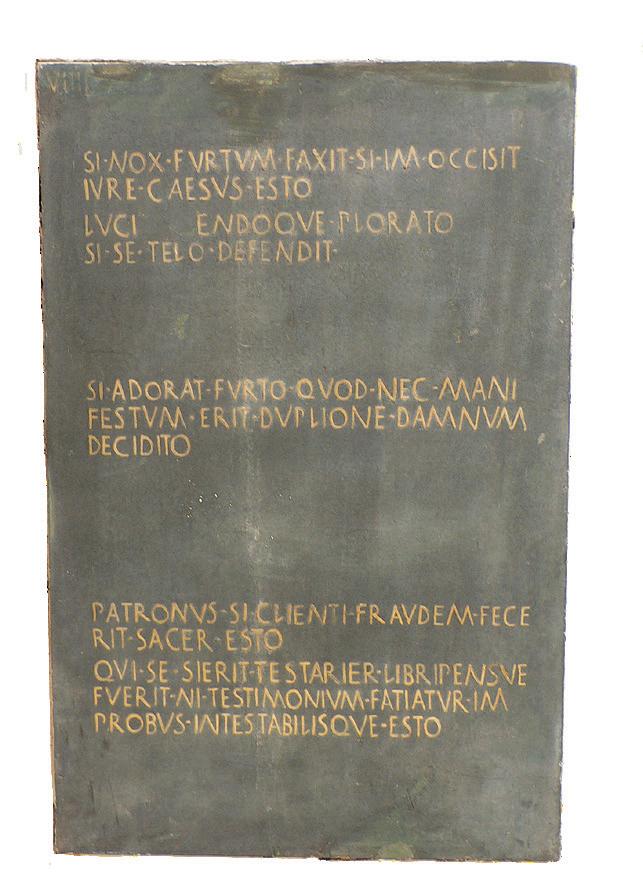 VIII
SI·NOX·FVRTVM·FAXIT·SI·IM·OCCISIT
IVRE·CAESVS·ESTO
LVCI ENDOQVE·PLORATO
SI·SE·TELO·DEFENDIT·
SI·ADORAT·FVRTO·QVOD·NEC·MANI
FESTVM·ERIT·DVPLIONE·DAMNVM
DECIDITO
PATRONVS·SI·CLIENTI·FRAVDEM·FECE
RIT·SACER·ESTO
QVI·SE·SIERIT·TESTARIER·LIBRIPENSVE
FVERIT·NI·TESTIMONIVM·FATIATVR·IM
PROBVS·INTESTABILISQVE·ESTO